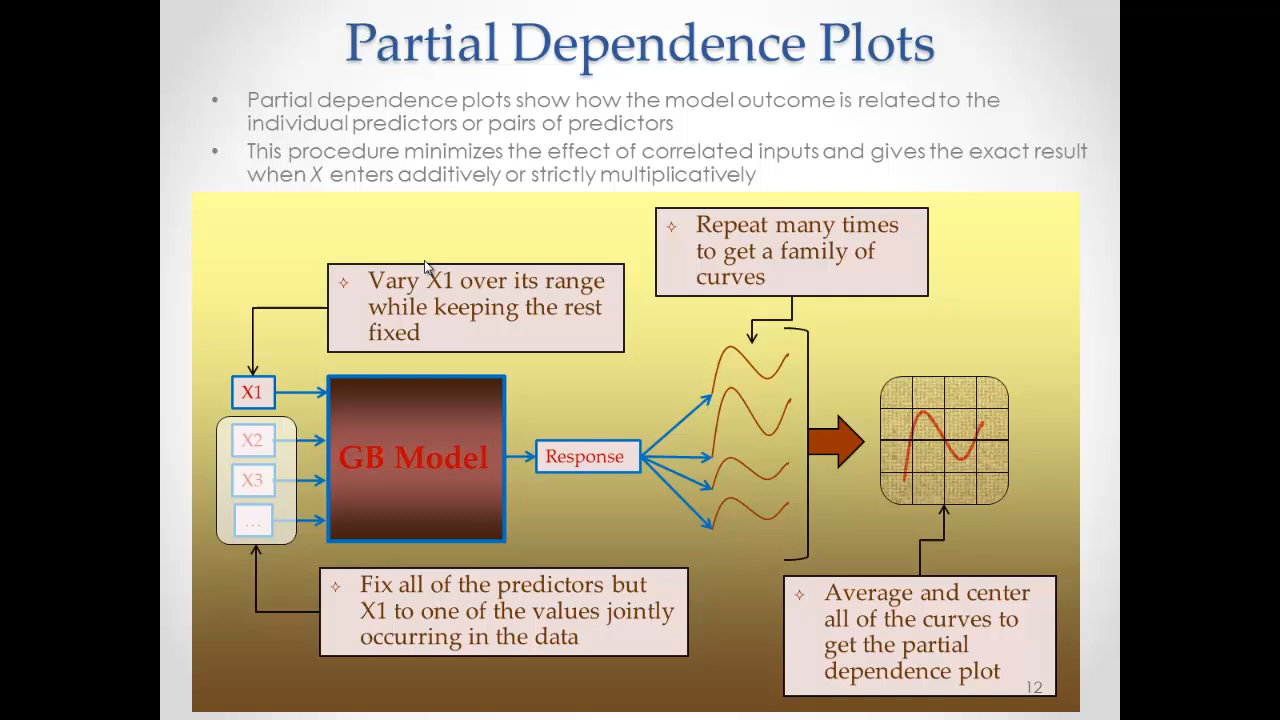 Partial Dependence Plots
• Partial dependence plots show how the model outcome is related to the
individual predictors or pairs of predictors
• This procedure minimizes the effect of correlated inputs and gives the exact result
when X enters additively or strictly multiplicatively
Repeat many times
to get a family of
curves
Vary X1 over its range
while keeping the rest
fixed
X1
X2
X3
...
GB Model
Response
Fix all of the predictors but
X1 to one of the values jointly
occurring in the data
Average and center
all of the curves to
get the partial
dependence plot
12